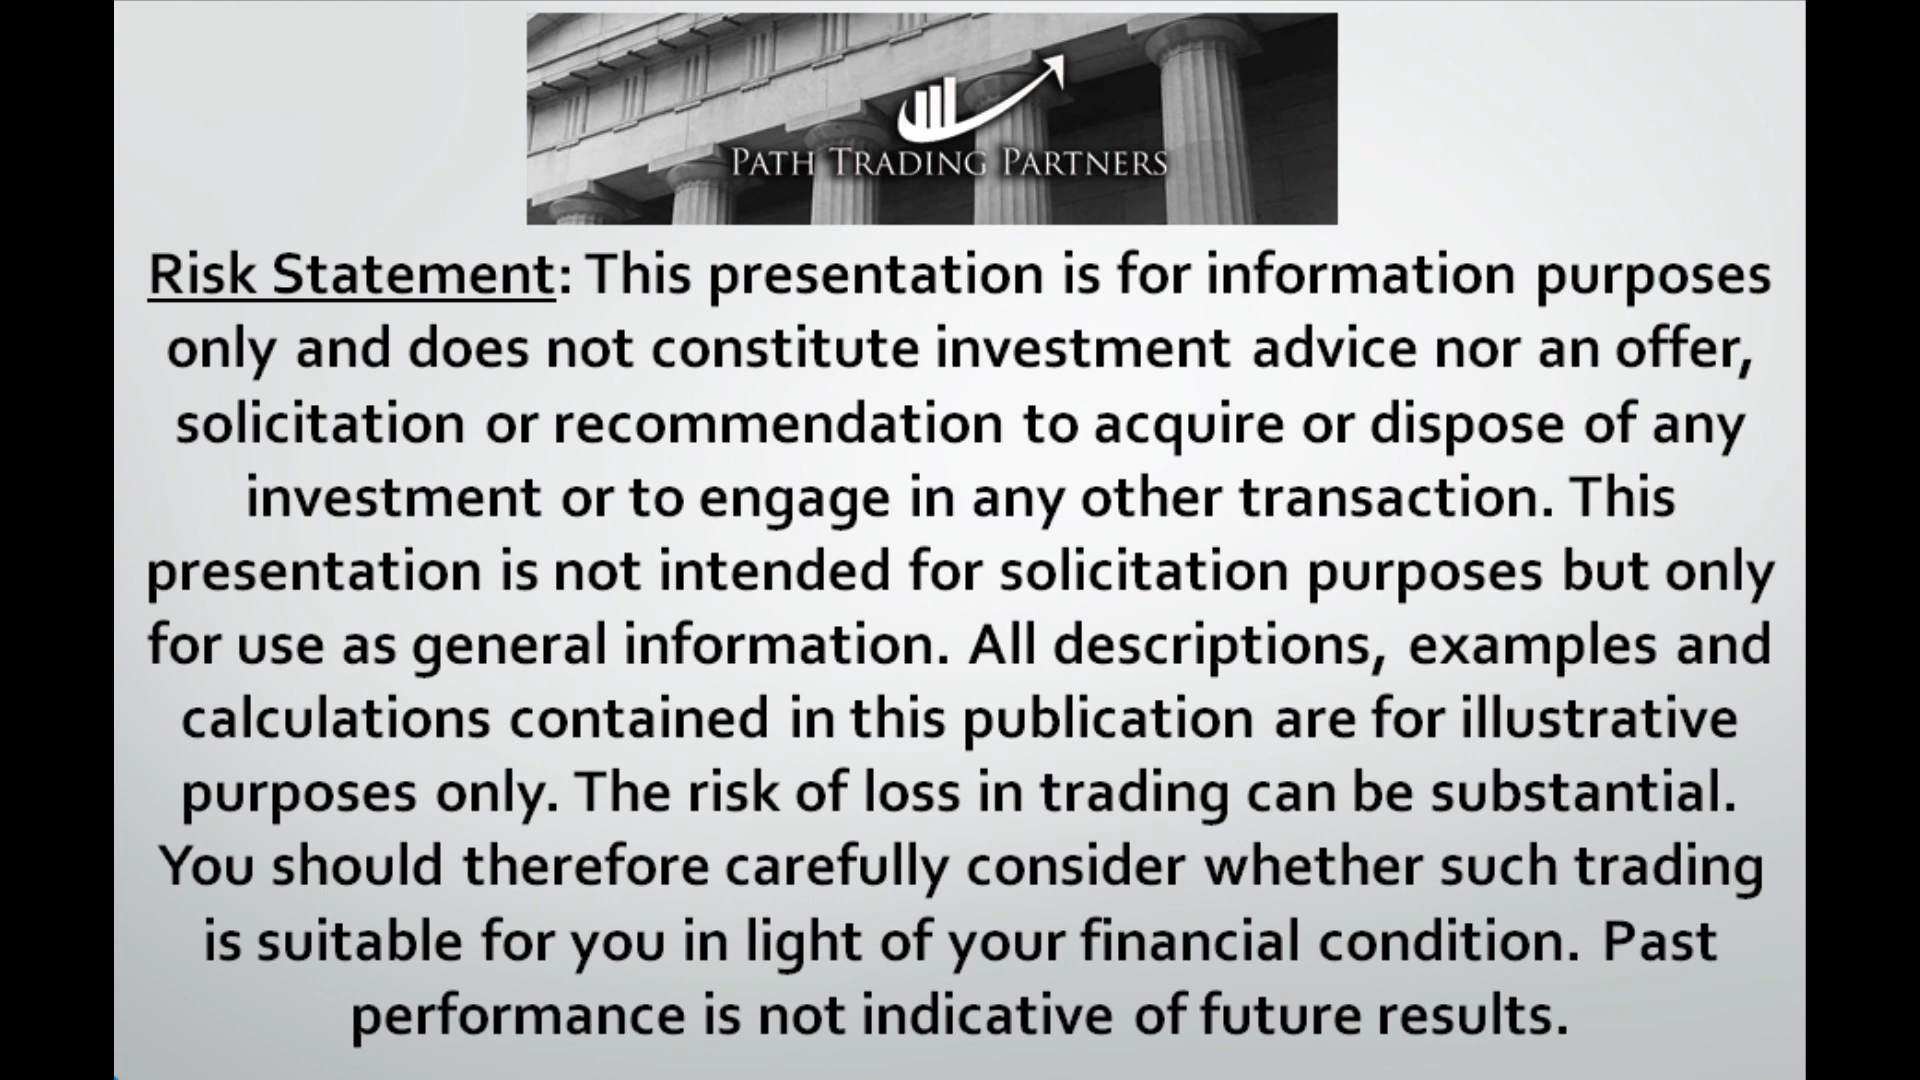 PATH TRADING PARTNERS
Risk Statement: This presentation is for information purposes
only and does not constitute investment advice nor an offer,
solicitation or recommendation to acquire or dispose of any
investment or to engage in any other transaction. This
presentation is not intended for solicitation purposes but only
for use as general information. All descriptions, examples and
calculations contained in this publication are for illustrative
purposes only. The risk of loss in trading can be substantial.
You should therefore carefully consider whether such trading
is suitable for you in light of your financial condition. Past
performance is not indicative of future results.